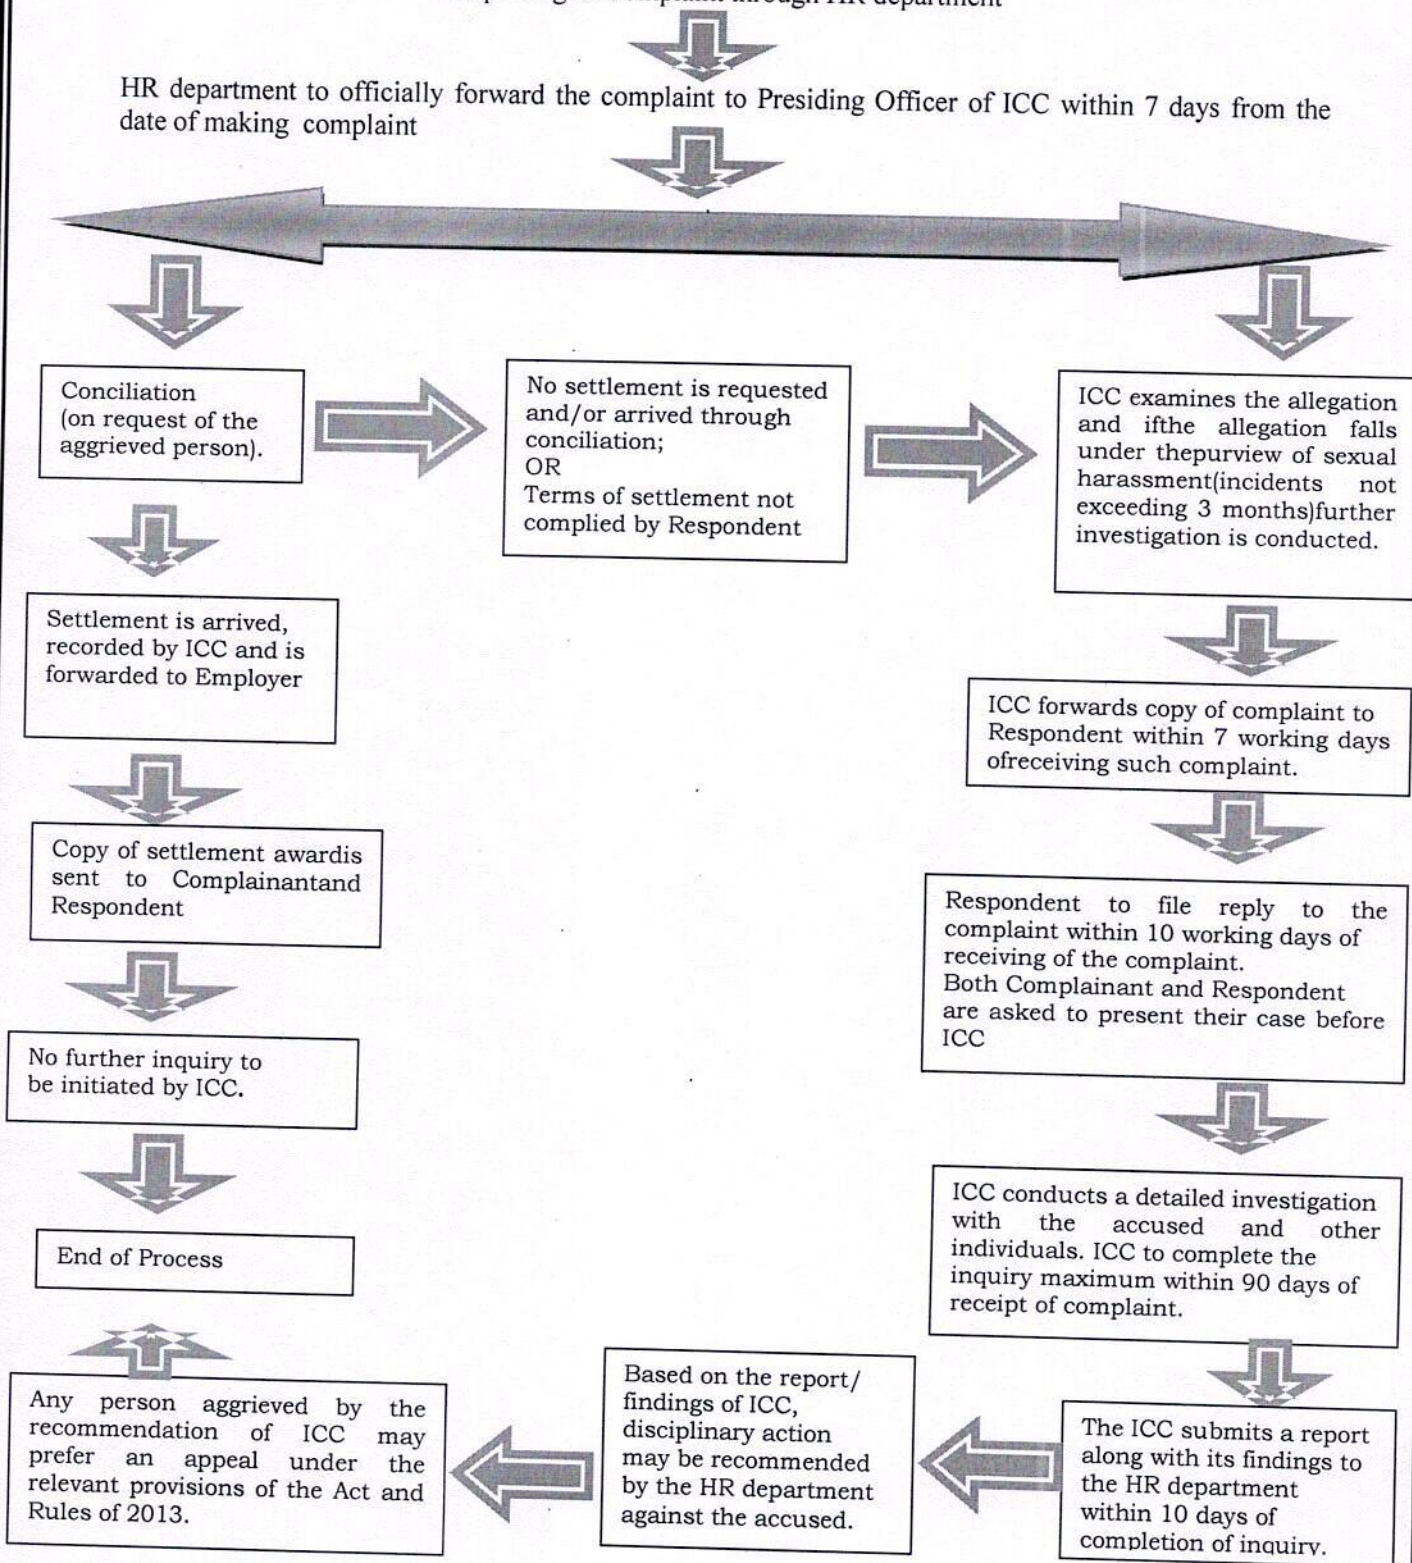 complaint through HR department
HR department to officially forward the complaint to Presiding Officer of ICC within 7 days from the
date of making complaint
Conciliation
(on request of the
aggrieved person).
No settlement is requested
and/or arrived through
conciliation;
OR
Terms of settlement not
complied by Respondent
ICC examines the allegation
and ifthe allegation falls
under thepurview of sexual
harassment(incidents not
exceeding 3 months)further
investigation is conducted.
Settlement is arrived,
recorded by ICC and is
forwarded to Employer
ICC forwards copy of complaint to
Respondent within 7 working days
ofreceiving such complaint.
Copy of settlement awardis
sent to Complainantand
Respondent
Respondent to file reply to the
complaint within 10 working days of
receiving of the complaint.
Both Complainant and Respondent
are asked to present their case before
ICC
No further inquiry to
be initiated by ICC.
ICC conducts a detailed investigation
with the accused and other
individuals. ICC to complete the
inquiry maximum within 90 days of
receipt of complaint.
End of Process
The ICC submits a report
along with its findings to
the HR department
within 10 days of
completion of inquiry.
Based on the report/
findings of ICC,
disciplinary action
may be recommended
by the HR department
against the accused.
Any person aggrieved by the
recommendation of ICC may
prefer an appeal under the
relevant provisions of the Act and
Rules of 2013.